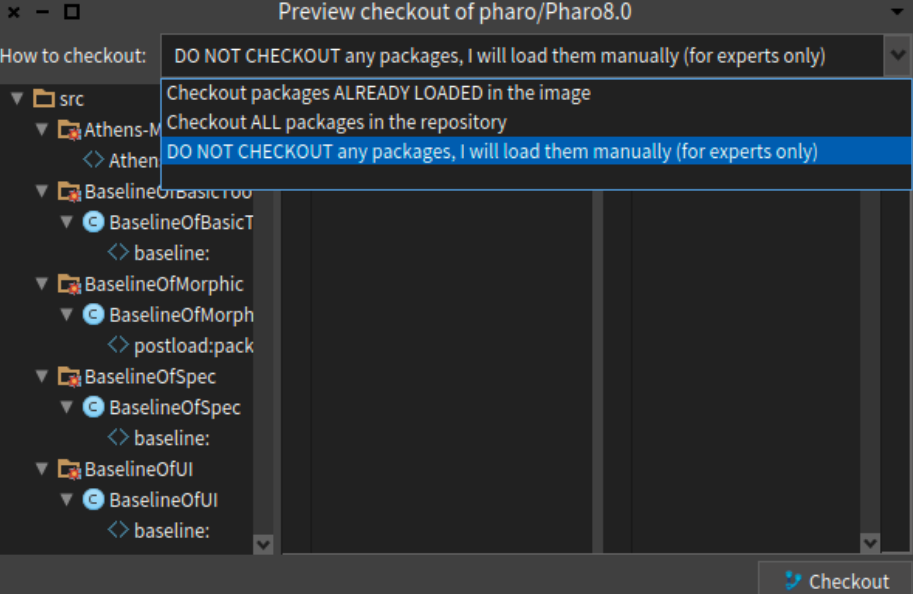 Preview checkout of pharo/Pharo8.0
How to checkout: DO NOT CHECKOUT any packages, I will load them manually (for experts only)
Checkout packages ALREADY LOADED in the image
Checkout ALL packages in the repository
DO NOT CHECKOUT any packages, I will load them manually (for experts only)
src
Athens-M
Athen
BaselineOfBasicToo
BaselineOfBasicT
baseline:
BaselineOfMorphic
BaselineOfMorph
postload:pack
BaselineOfSpec
BaselineOfSpec
baseline:
BaselineOfUI
BaselineOfUI
baseline:
Checkout